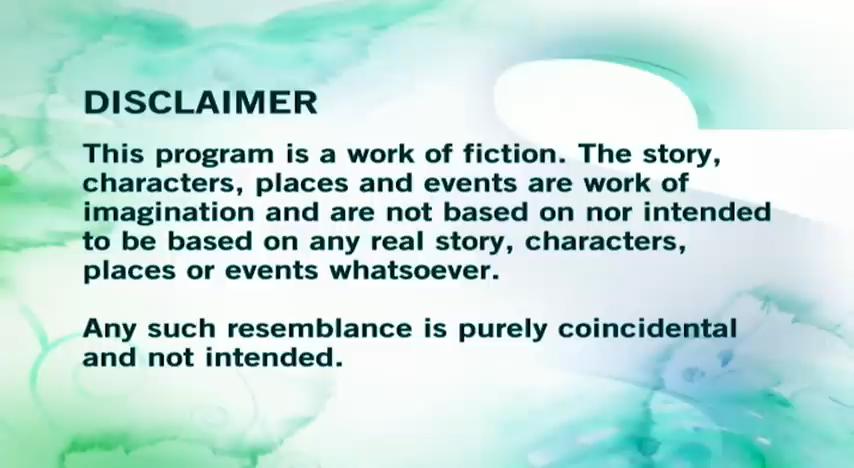 DISCLAIMER
This program is a work of fiction. The story,
characters, places and events are work of
imagination and are not based on nor intended
to be based on any real story, characters,
places or events whatsoever.
Any such resemblance is purely coincidental
and not intended.